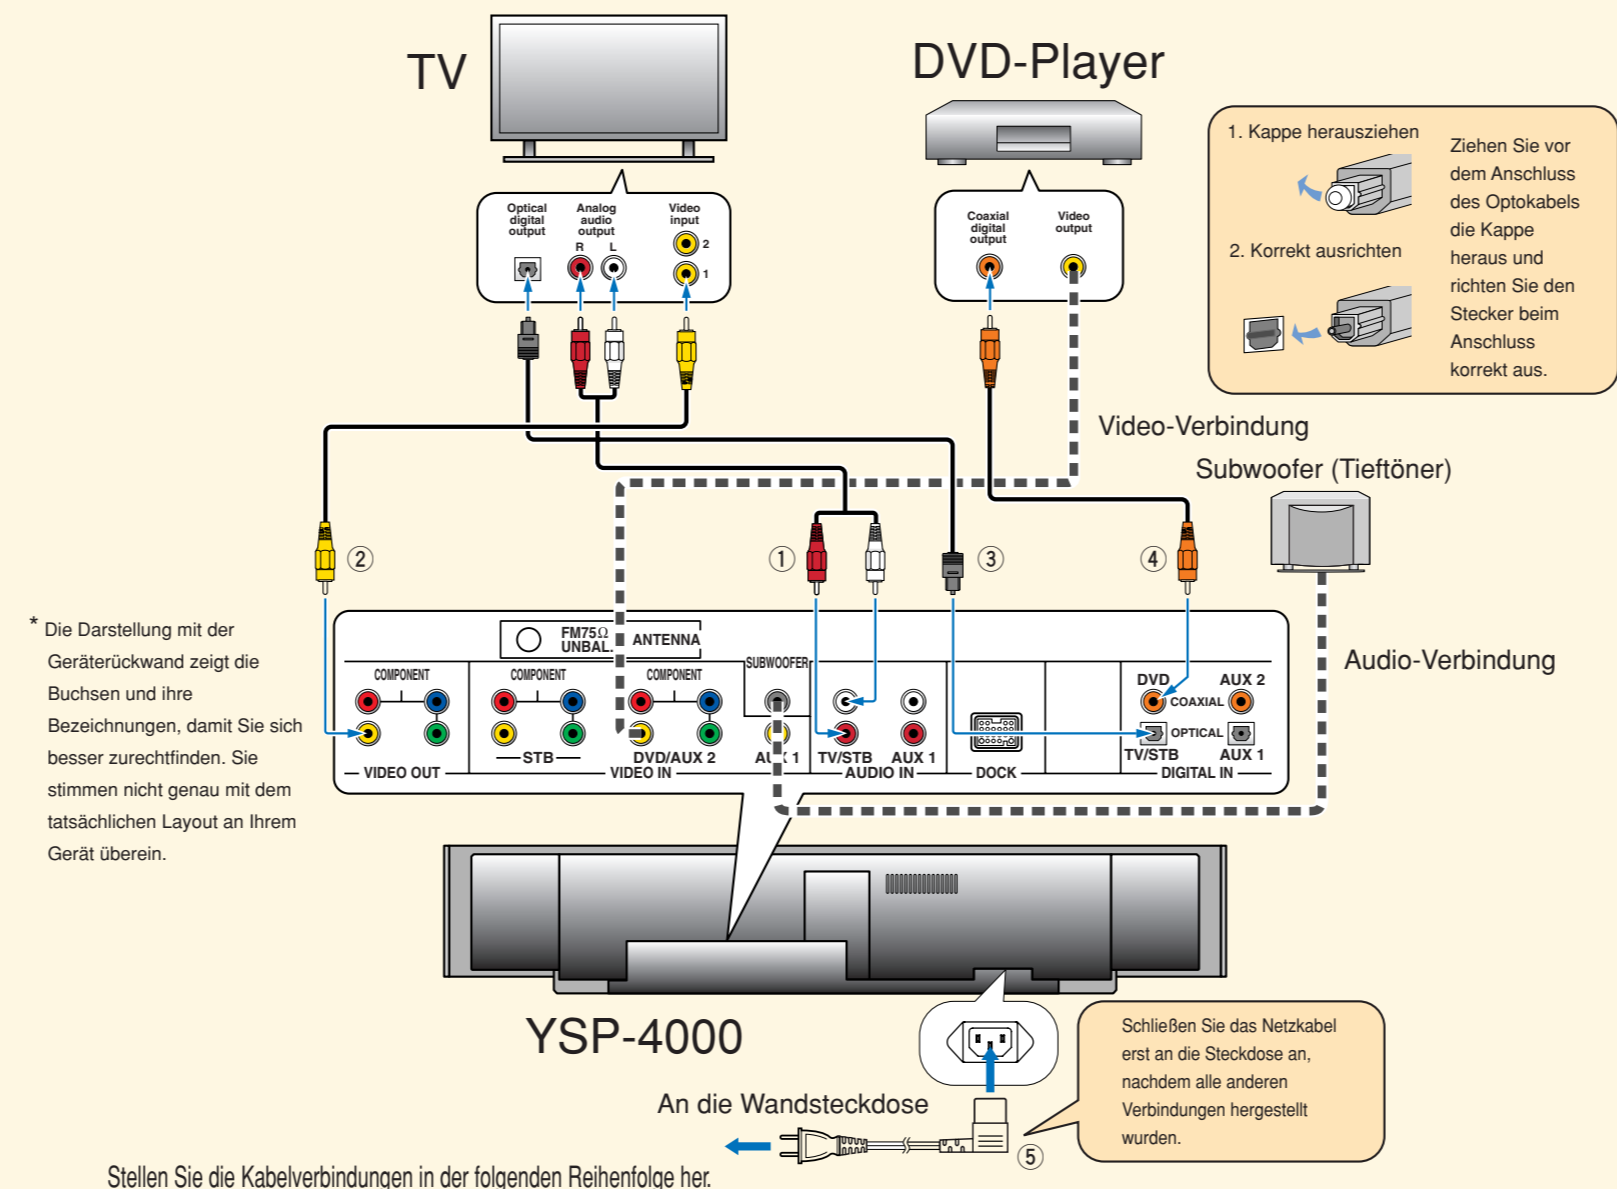 TV
DVD-Player
Optical
digital
output
Analog
audio
output
R L
Video
input
2
1
Coaxial
digital
output
Video
output
1. Kappe herausziehen
2. Korrekt ausrichten
Ziehen Sie vor
dem Anschluss
des Optokabels
die Kappe
heraus und
richten Sie den
Stecker beim
Anschluss
korrekt aus.
Video-Verbindung
Subwoofer (Tieftöner)
②
①
③
④
* Die Darstellung mit der
Geräterückwand zeigt die
Buchsen und ihre
Bezeichnungen, damit Sie sich
besser zurechtfinden. Sie
stimmen nicht genau mit dem
tatsächlichen Layout an Ihrem
Gerät überein.
Audio-Verbindung
FM75Ω
UNBAL.
ANTENNA
COMPONENT
COMPONENT
COMPONENT
SUBWOOFER
DVD
AUX 2
COAXIAL
OPTICAL
STB
DVD/AUX 2
AUX 1
TV/STB
AUX 1
TV/STB
AUX 1
VIDEO OUT
VIDEO IN
AUDIO IN
DOCK
DIGITAL IN
YSP-4000
An die Wandsteckdose
Schließen Sie das Netzkabel
erst an die Steckdose an,
nachdem alle anderen
Verbindungen hergestellt
wurden.
⑤
Stellen Sie die Kabelverbindungen in der folgenden Reihenfolge her.